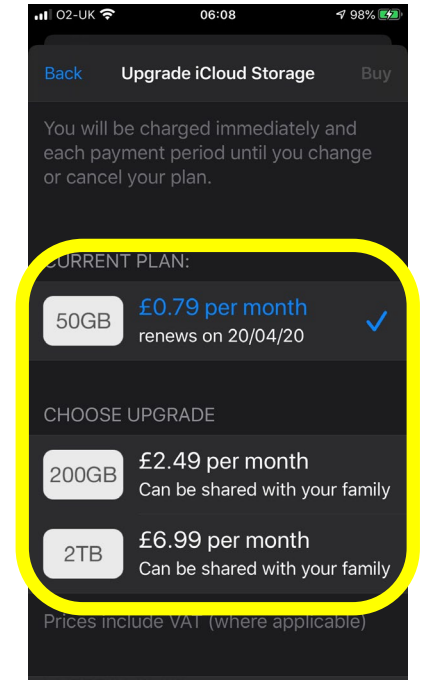 O2-UK 06:08 98%
Back Upgrade iCloud Storage Buy
You will be charged immediately and
each payment period until you change
or cancel your plan.
CURRENT PLAN:
50GB £0.79 per month
renews on 20/04/20
CHOOSE UPGRADE
200GB £2.49 per month
Can be shared with your family
2TB £6.99 per month
Can be shared with your family
Prices include VAT (where applicable)